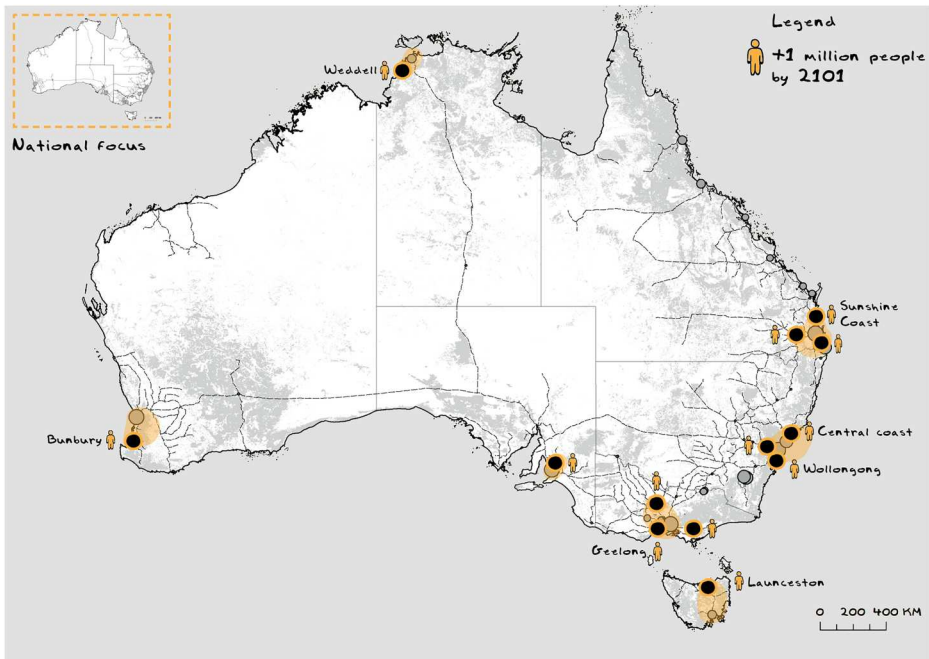 Legend
+1 million people
by 2101
National focus
Weddell
Sunshine
Coast
Bunbury
Central coast
Wollongong
Geelong
Launceston
0 200 400 KM